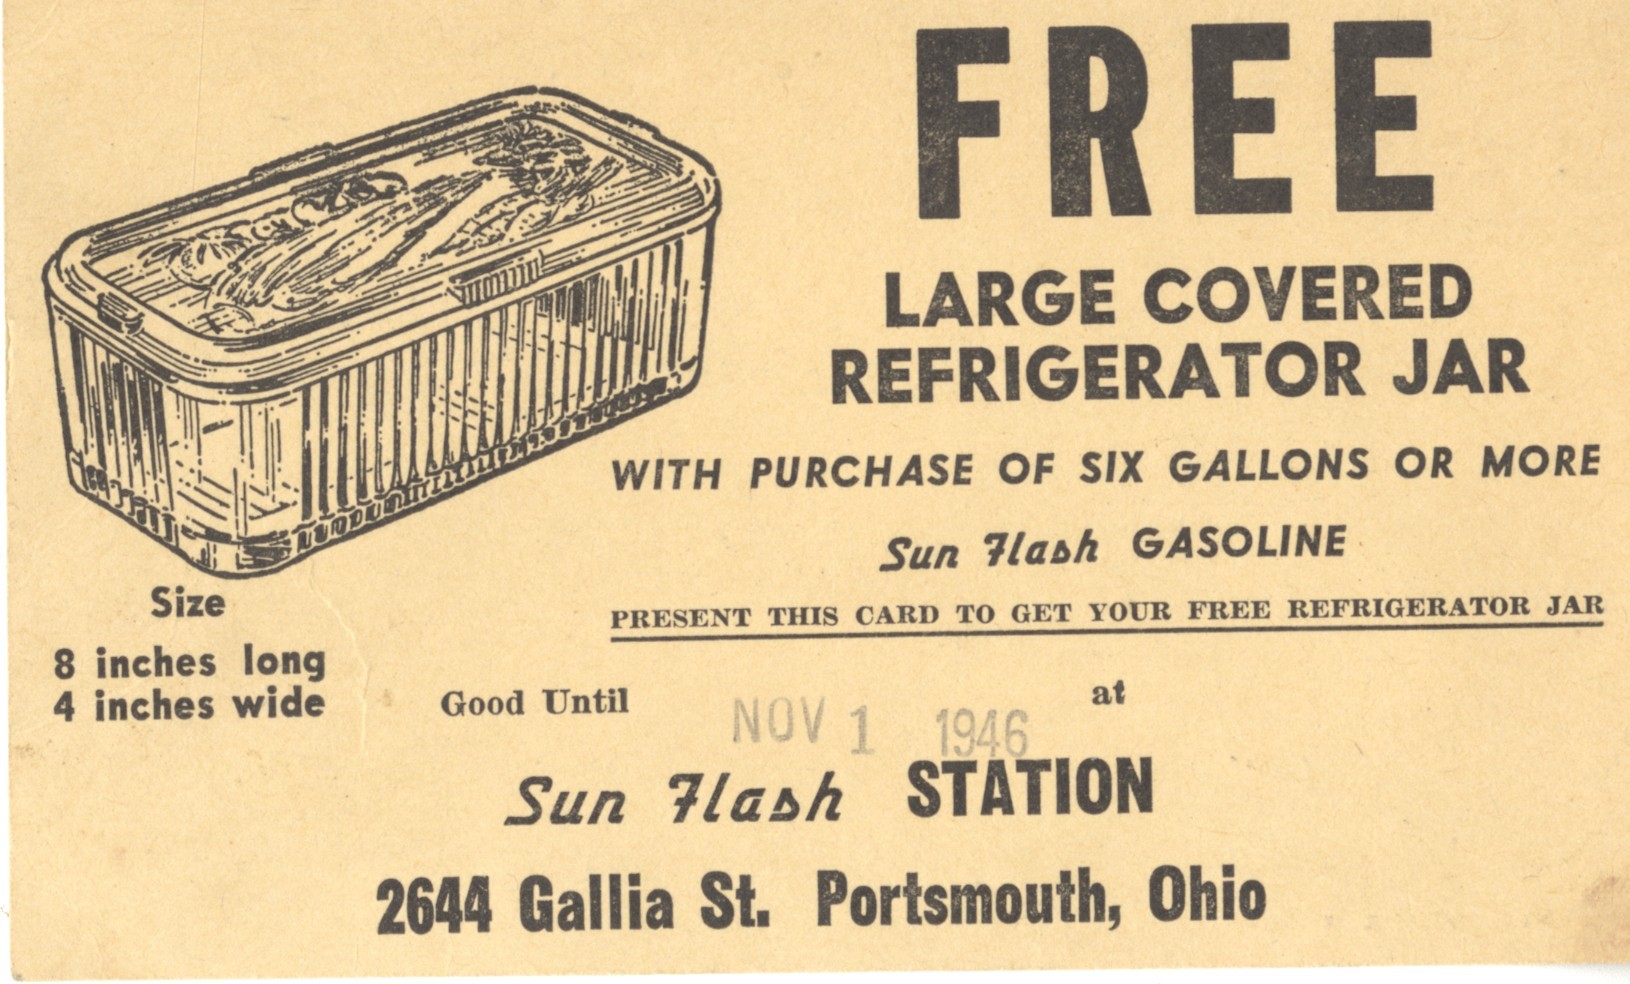 FREE
LARGE COVERED
REFRIGERATOR JAR
WITH PURCHASE OF SIX GALLONS OR MORE
Sun Flash GASOLINE
PRESENT THIS CARD TO GET YOUR FREE REFRIGERATOR JAR
Size
8 inches long
4 inches wide
Good Until NOV 1 1946 at
Sun Flash STATION
2644 Gallia St. Portsmouth, Ohio